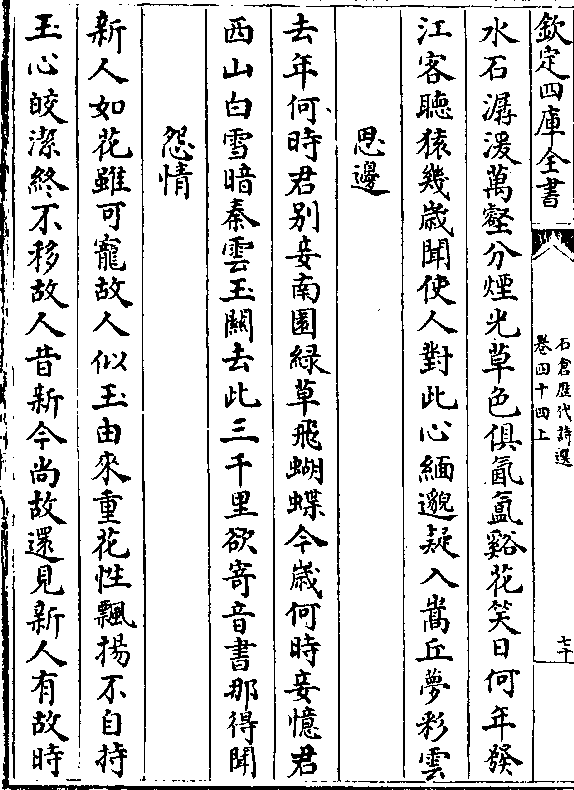 欽定四庫全書
石倉歴代詩選
卷四十四上
七十
水石潺湲萬壑分煙光草色俱氤氲谿花笑日何年發
江客聽猿幾歳聞使人對此心緬邈疑入嵩丘夢彩雲
思邊
去年何時君别妾南園緑草飛蝴蝶今歳何時妾憶君
西山白雪暗秦雲玉關去此三千里欲寄音書那得聞
怨情
新人如花雖可寵故人似玉由來重花性飄揚不自持
玉心皎潔終不移故人昔新今尚故還見新人有故時